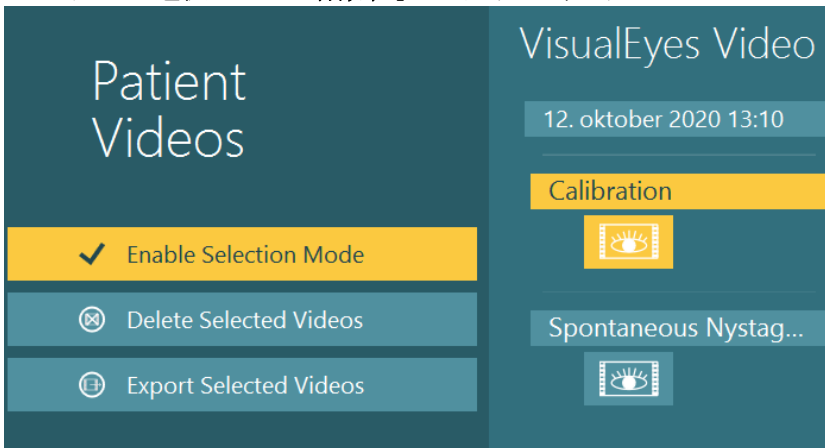 Patient
Videos
Enable Selection Mode
Delete Selected Videos
Export Selected Videos
VisualEyes Video
12. oktober 2020 13:10
Calibration
Spontaneous Nystag...